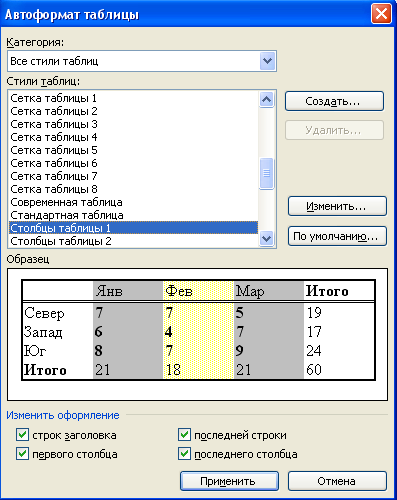 Автоформат таблицы
Категория:
Все стили таблиц
Стили таблиц:
Сетка таблицы 1
Сетка таблицы 2
Сетка таблицы 3
Сетка таблицы 4
Сетка таблицы 5
Сетка таблицы 6
Сетка таблицы 7
Сетка таблицы 8
Современная таблица
Стандартная таблица
Столбцы таблицы 1
Столбцы таблицы 2
Создать...
Удалить...
Изменить...
По умолчанию...
Образец
Янв Фев Мар Итого
Север 7 7 5 19
Запад 6 4 7 17
Юг 8 7 9 24
Итого 21 18 21 60
Изменить оформление
строк заголовка последней строки
первого столбца последнего столбца
Применить Отмена